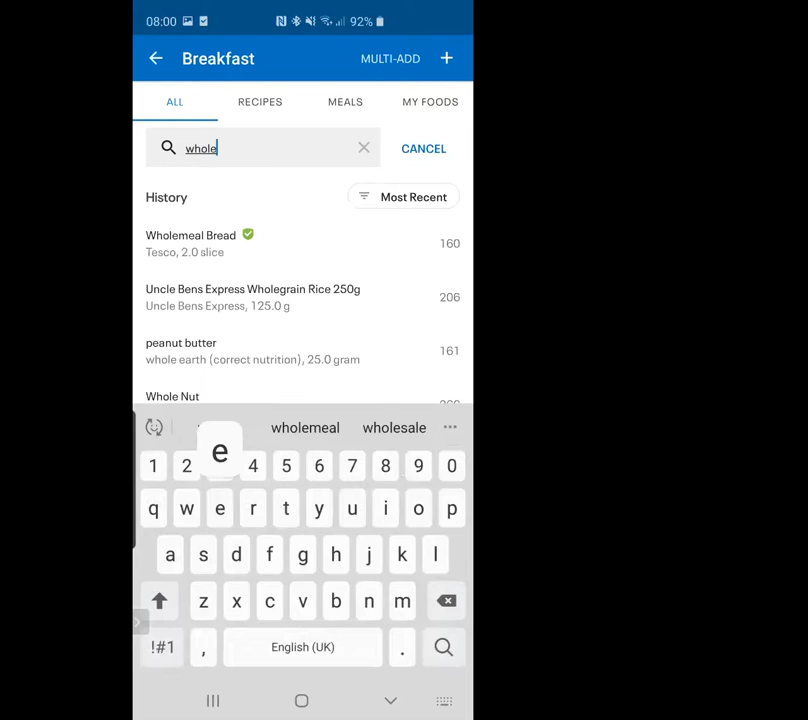 08:00 92%
Breakfast MULTI-ADD +
ALL RECIPES MEALS MY FOODS
whole CANCEL
History Most Recent
Wholemeal Bread
Tesco, 2.0 slice 160
Uncle Bens Express Wholegrain Rice 250g
Uncle Bens Express, 125.0 g 206
peanut butter
whole earth (correct nutrition), 25.0 gram 161
Whole Nut
wholemeal wholesale
e
1 2 4 5 6 7 8 9 0
q w e r t y u i o p
a s d f g h j k l
z x c v b n m
!#1 , English (UK) .